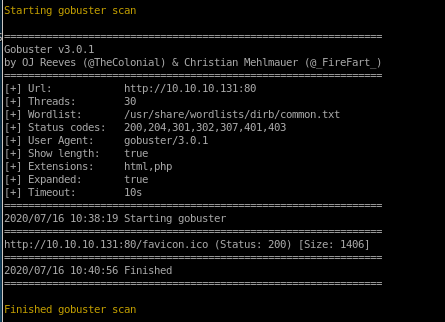 Starting gobuster scan
===============================================================
Gobuster v3.0.1
by OJ Reeves (@TheColonial) & Christian Mehlmauer (@_FireFart_)
===============================================================
[+] Url:            http://10.10.10.131:80
[+] Threads:        30
[+] Wordlist:       /usr/share/wordlists/dirb/common.txt
[+] Status codes:   200,204,301,302,307,401,403
[+] User Agent:     gobuster/3.0.1
[+] Show length:    true
[+] Extensions:     html,php
[+] Expanded:       true
[+] Timeout:        10s
===============================================================
2020/07/16 10:38:19 Starting gobuster
===============================================================
http://10.10.10.131:80/favicon.ico (Status: 200) [Size: 1406]
===============================================================
2020/07/16 10:40:56 Finished
===============================================================
Finished gobuster scan